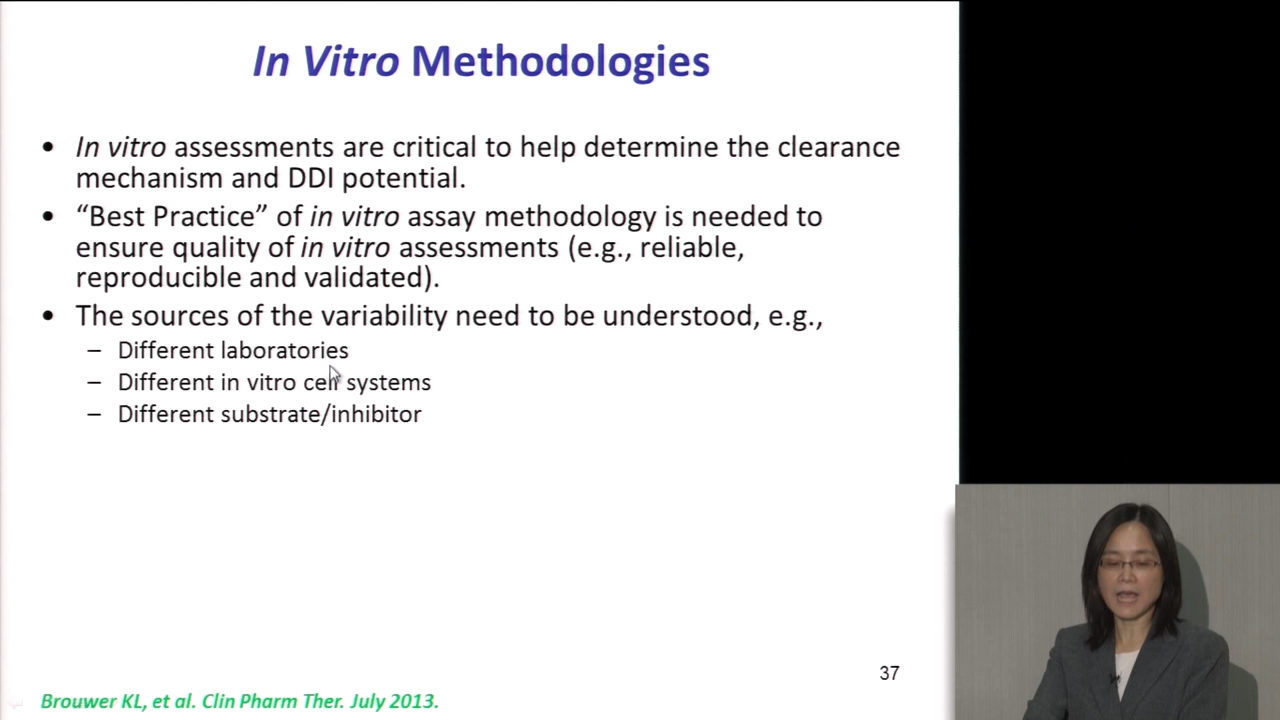 In Vitro Methodologies
• In vitro assessments are critical to help determine the clearance
mechanism and DDI potential.
• “Best Practice” of in vitro assay methodology is needed to
ensure quality of in vitro assessments (e.g., reliable,
reproducible and validated).
• The sources of the variability need to be understood, e.g.,
– Different laboratories
– Different in vitro cell systems
– Different substrate/inhibitor
37
Brouwer KL, et al. Clin Pharm Ther. July 2013.